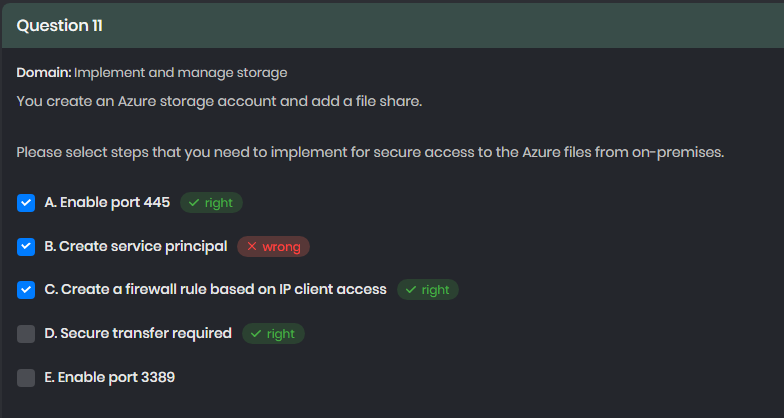 Question 11
Domain: Implement and manage storage
You create an Azure storage account and add a file share.
Please select steps that you need to implement for secure access to the Azure files from on-premises.
A. Enable port 445 right
B. Create service principal wrong
C. Create a firewall rule based on IP client access right
D. Secure transfer required right
E. Enable port 3389